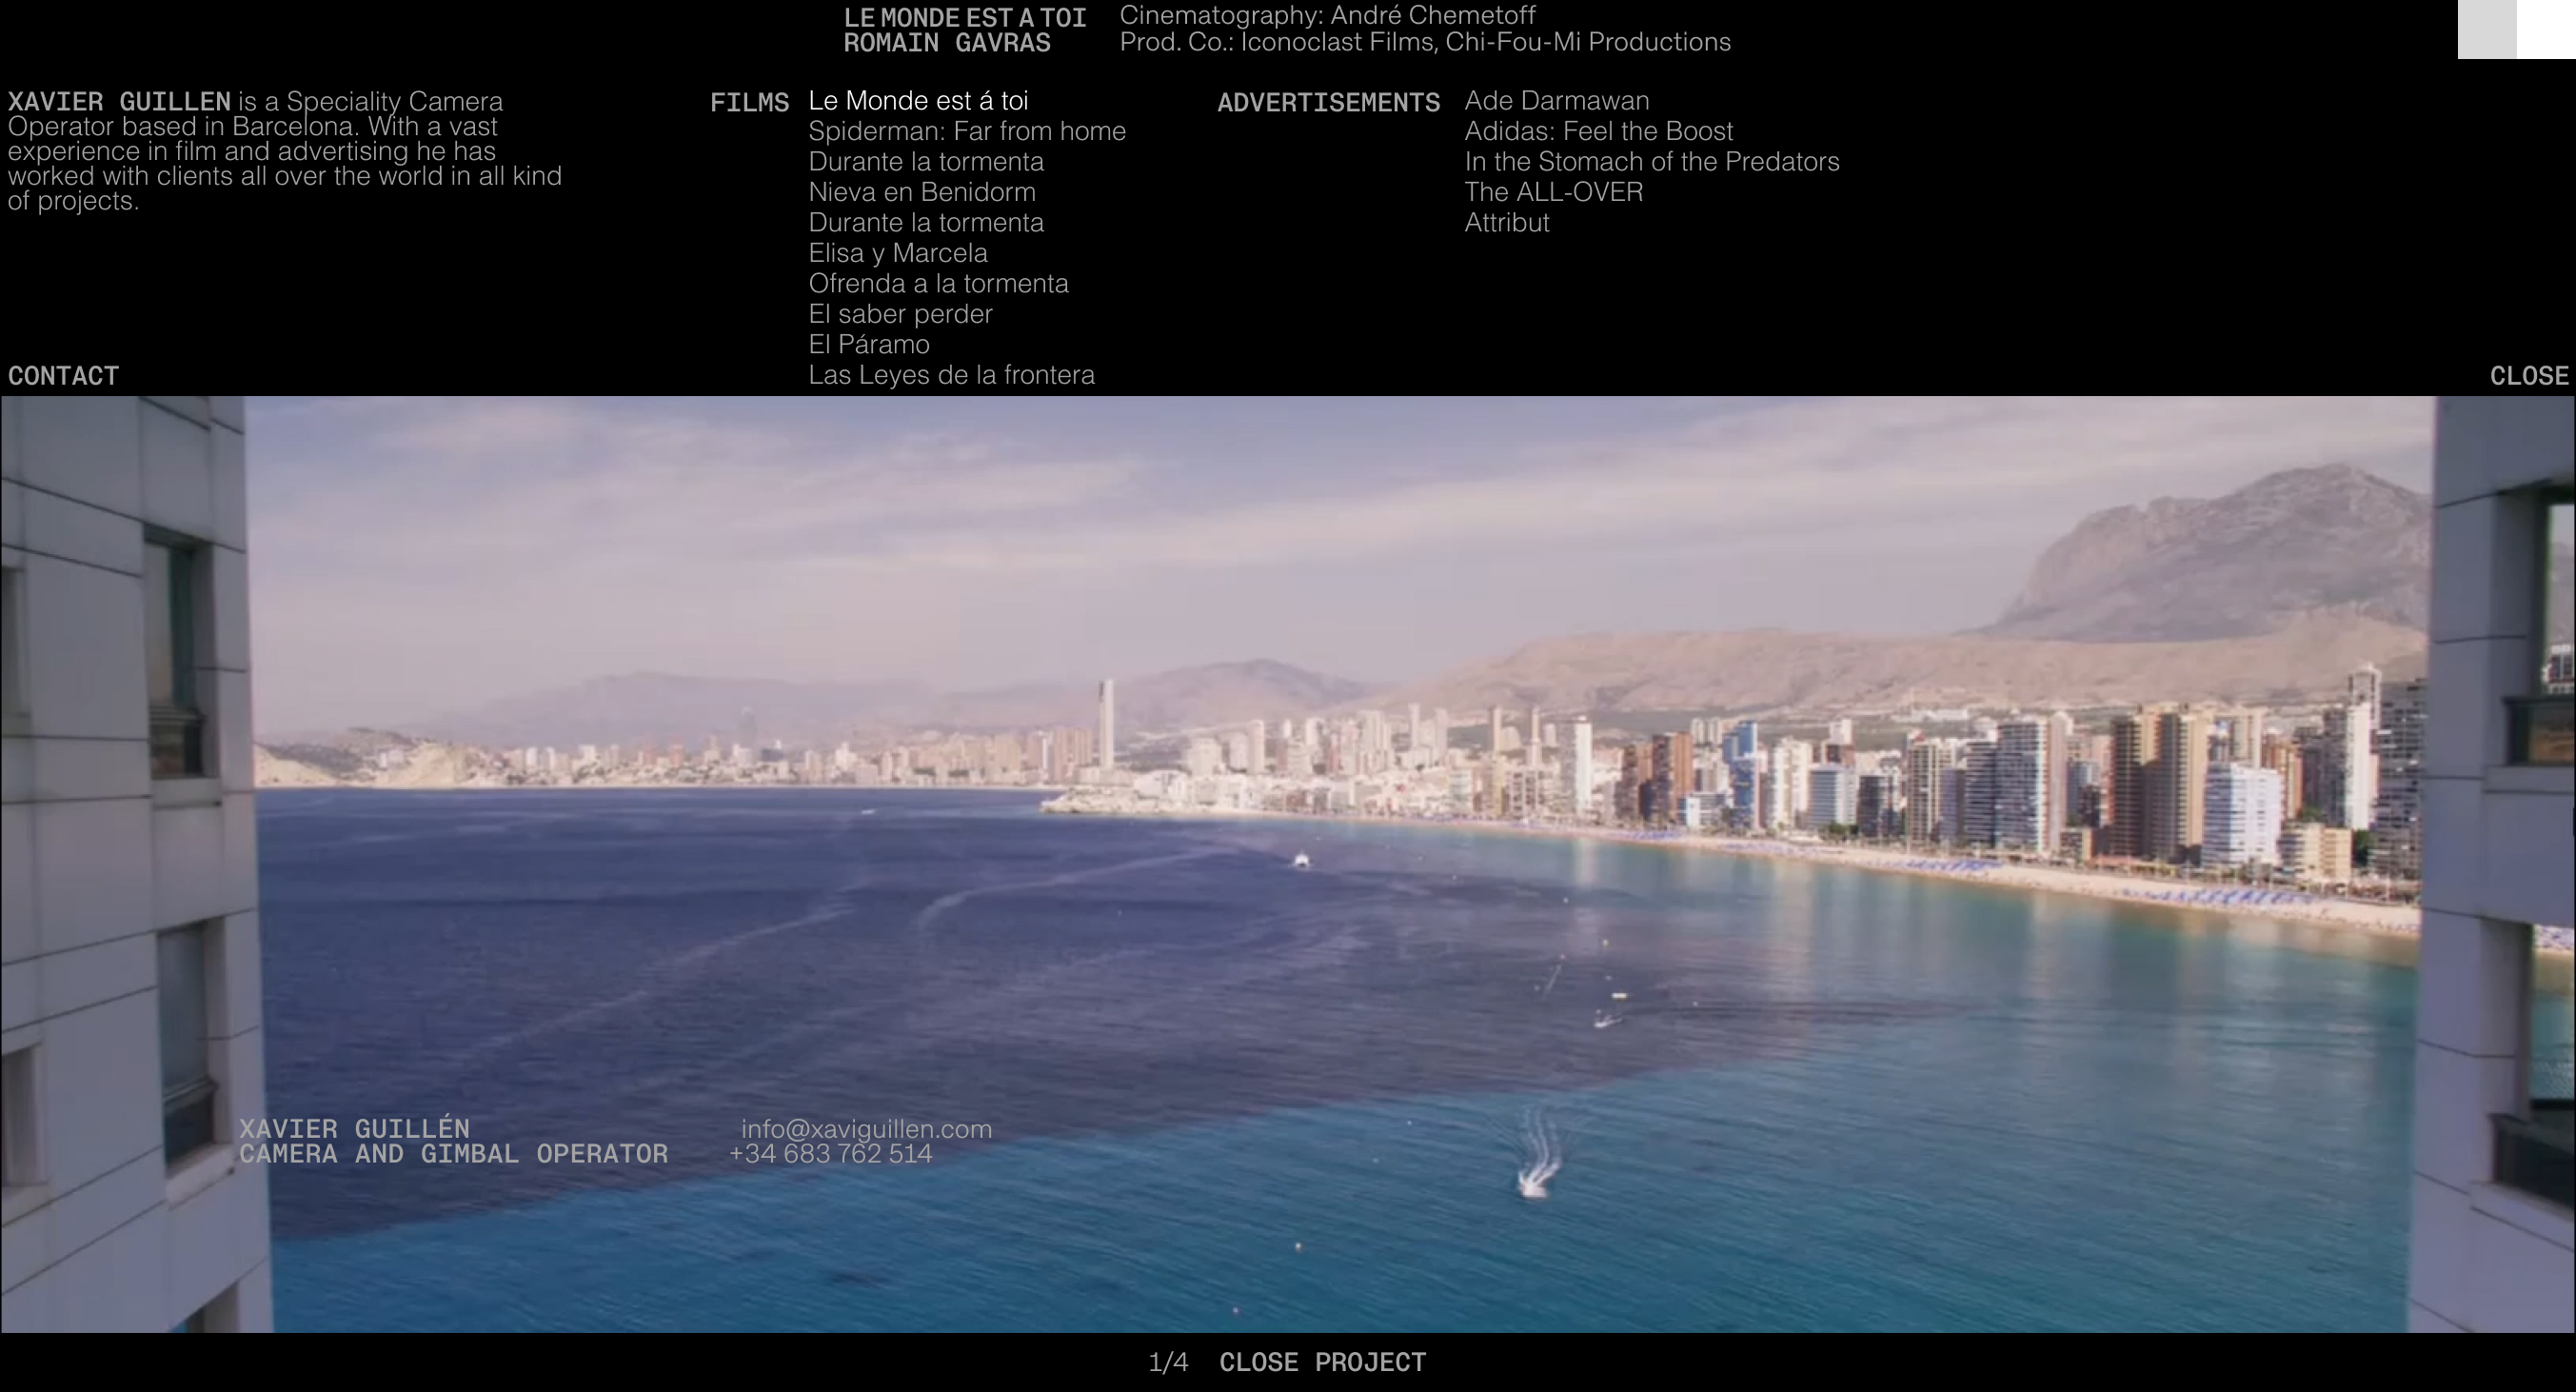 LE MONDE EST A TOI
ROMAIN GAVRAS
Cinematography: André Chemetoff
Prod. Co.: Iconoclast Films, Chi-Fou-Mi Productions
XAVIER GUILLEN is a Speciality Camera
Operator based in Barcelona. With a vast
experience in film and advertising he has
worked with clients all over the world in all kind
of projects.
CONTACT
FILMS
Le Monde est á toi
Spiderman: Far from home
Durante la tormenta
Nieva en Benidorm
Durante la tormenta
Elisa y Marcela
Ofrenda a la tormenta
El saber perder
El Páramo
Las Leyes de la frontera
ADVERTISEMENTS
Ade Darmawan
Adidas: Feel the Boost
In the Stomach of the Predators
The ALL-OVER
Attribut
CLOSE
XAVIER GUILLÉN
CAMERA AND GIMBAL OPERATOR
info@xaviguillen.com
+34 683 762 514
1/4 CLOSE PROJECT